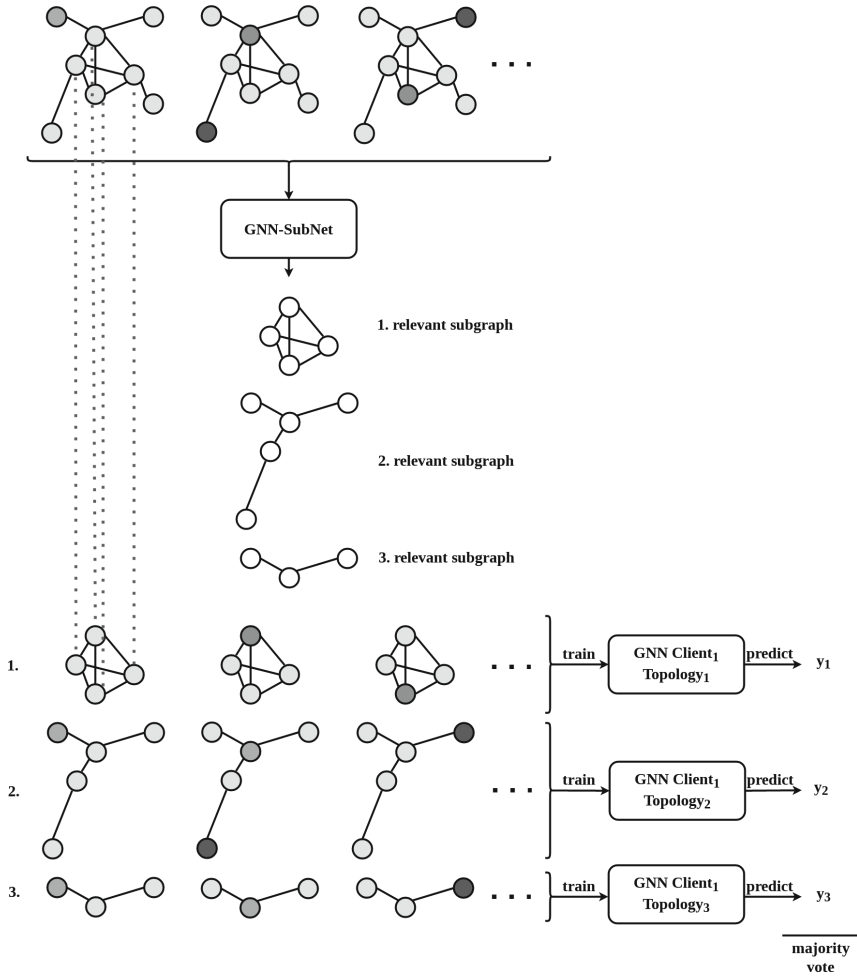 . . .
GNN-SubNet
1. relevant subgraph
2. relevant subgraph
3. relevant subgraph
1. . . . train GNN Client1 predict y1
Topology1
2. . . . train GNN Client1 predict y2
Topology2
3. . . . train GNN Client1 predict y3
Topology3
majority
vote